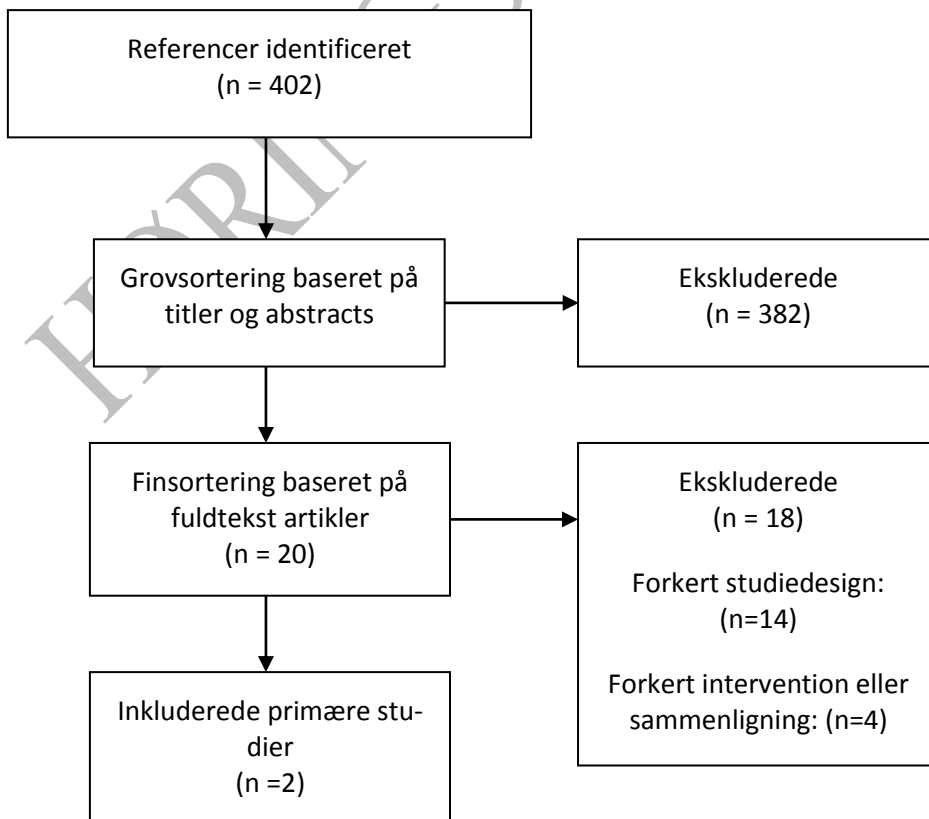 Referencer identificeret
(n = 402)
Grovsortering baseret på
titler og abstracts
Ekskluderede
(n = 382)
Finsortering baseret på
fuldtekst artikler
(n = 20)
Ekskluderede
(n = 18)
Forkert studiedesign:
(n=14)
Forkert intervention eller
sammenligning: (n=4)
Inkluderede primære stu-
dier
(n =2)